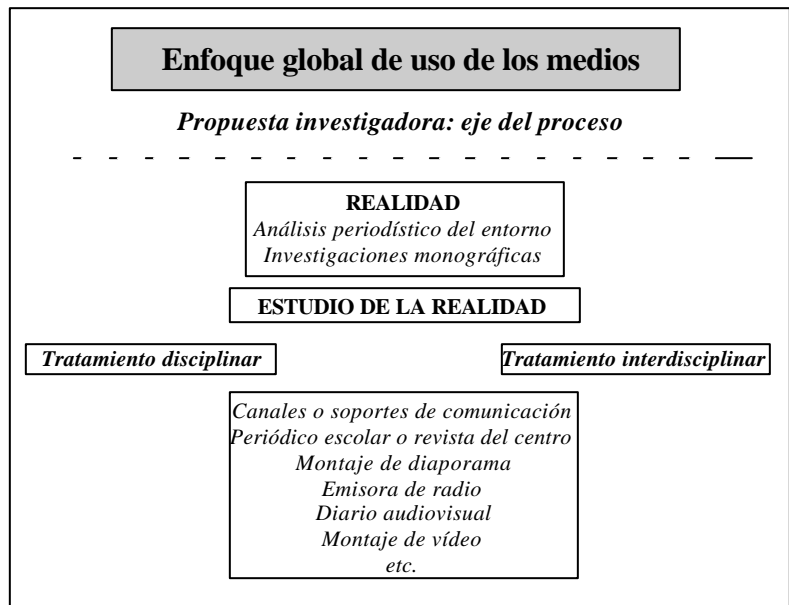 Enfoque global de uso de los medios
Propuesta investigadora: eje del proceso
REALIDAD
Análisis periodístico del entorno
Investigaciones monográficas
ESTUDIO DE LA REALIDAD
Tratamiento disciplinar
Tratamiento interdisciplinar
Canales o soportes de comunicación
Periódico escolar o revista del centro
Montaje de diaporama
Emisora de radio
Diario audiovisual
Montaje de vídeo
etc.